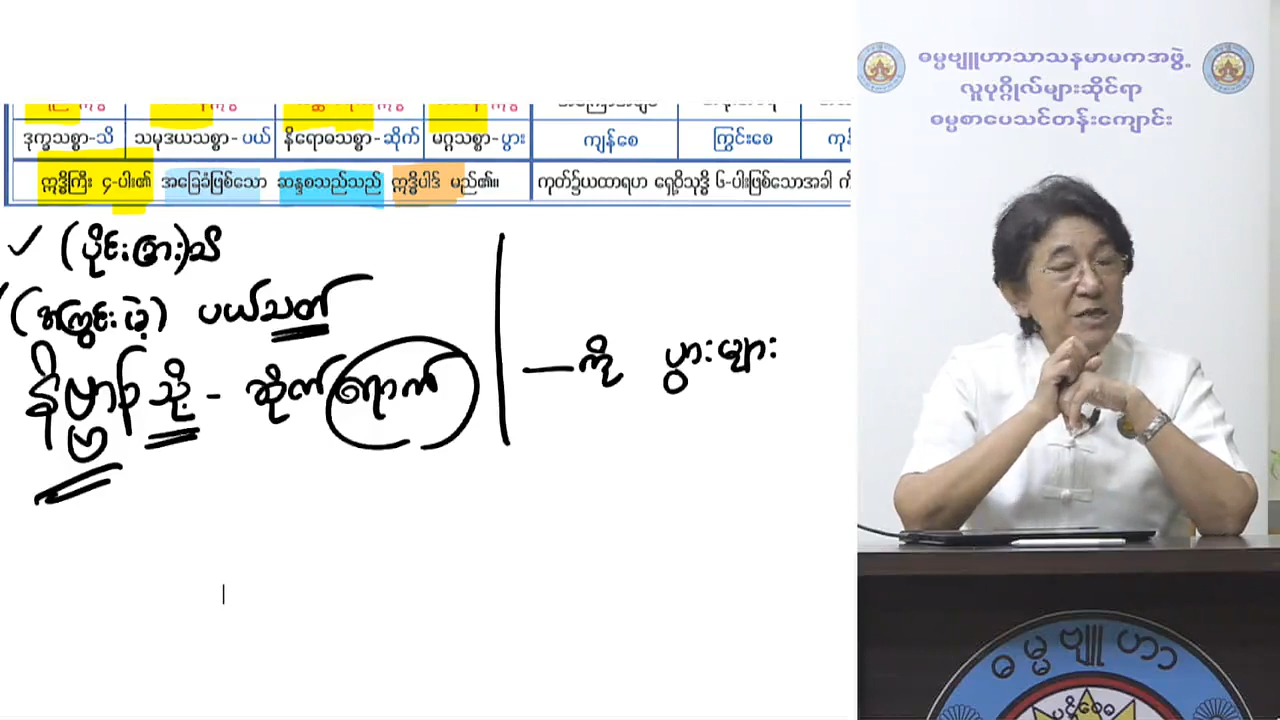 ဒုက္ခသစ္စာ-သိ သမုဒယသစ္စာ-ပယ် နိရောဓသစ္စာ-ဆိုက် မဂ္ဂသစ္စာ-ပွား ကျန်စေ ကြွင်းစေ ကုန်
ဣဒ္ဓိကြီး ၄-ပါး၏ အခြေခံဖြစ်သော ဆန္ဒစသည်သည် ဣဒ္ဓိပါဒ် မည်၏။ ကုတ်၌ယထာရဟ ရှေ့ဝိသုဒ္ဓိ ၆-ပါးဖြစ်သောအခါ
(ပိုင်းခြား)သိ
(အကြွင်းမဲ့) ပယ်သတ်
နိဗ္ဗာန်သို့ - ဆိုက်ရောက်
—ကို ပွားများ
ဓမ္မဗျူဟာသာသနာမာမကအဖွဲ့
လူပုဂ္ဂိုလ်များဆိုင်ရာ
ဓမ္မစာပေသင်တန်းကျောင်း
ဓမ္မဗျူဟာ